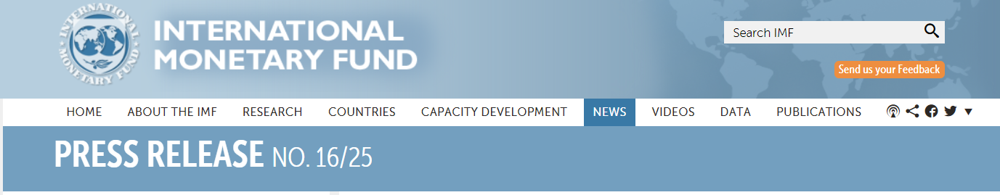 INTERNATIONAL MONETARY FUND
INTERNATIONAL
MONETARY FUND
Search IMF
Send us your Feedback
HOME ABOUT THE IMF RESEARCH COUNTRIES CAPACITY DEVELOPMENT NEWS VIDEOS DATA PUBLICATIONS
PRESS RELEASE NO. 16/25